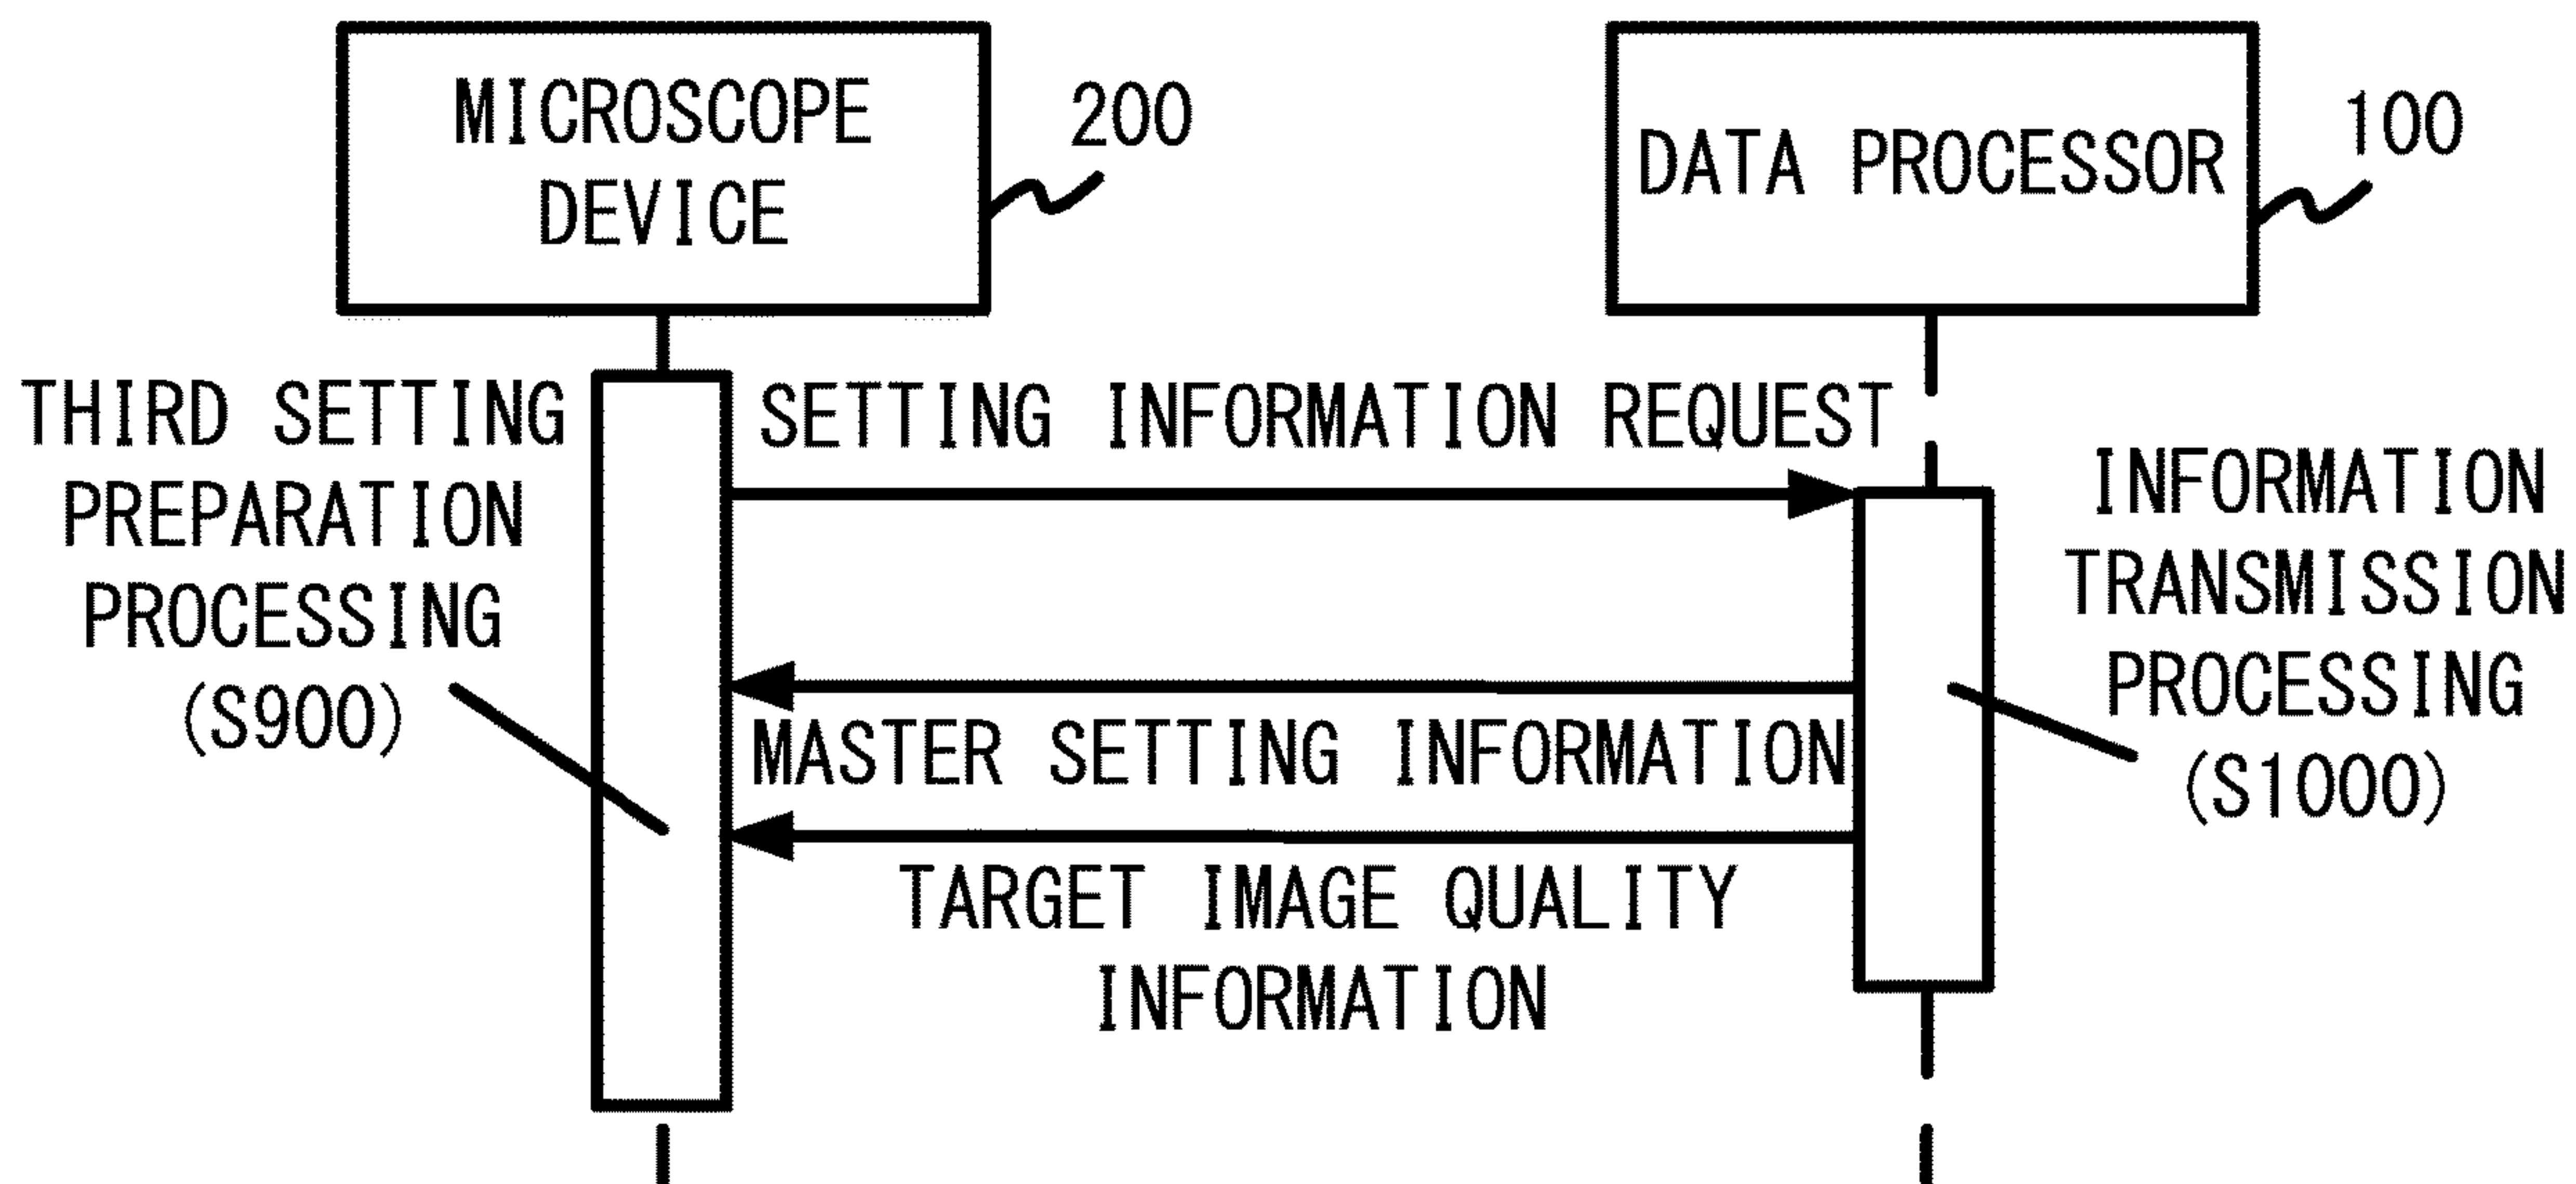 MICROSCOPE
DEVICE
200
DATA PROCESSOR
100
THIRD SETTING
PREPARATION
PROCESSING
(S900)
SETTING INFORMATION REQUEST
MASTER SETTING INFORMATION
TARGET IMAGE QUALITY
INFORMATION
INFORMATION
TRANSMISSION
PROCESSING
(S1000)